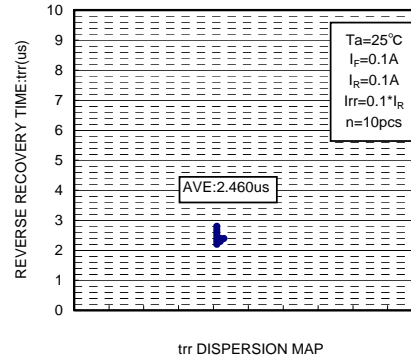 REVERSE RECOVERY TIME:trr(us)
10
9
8
7
6
5
4
3
2
1
0
Ta=25℃
IF=0.1A
IR=0.1A
Irr=0.1*IR
n=10pcs
AVE:2.460us
trr DISPERSION MAP